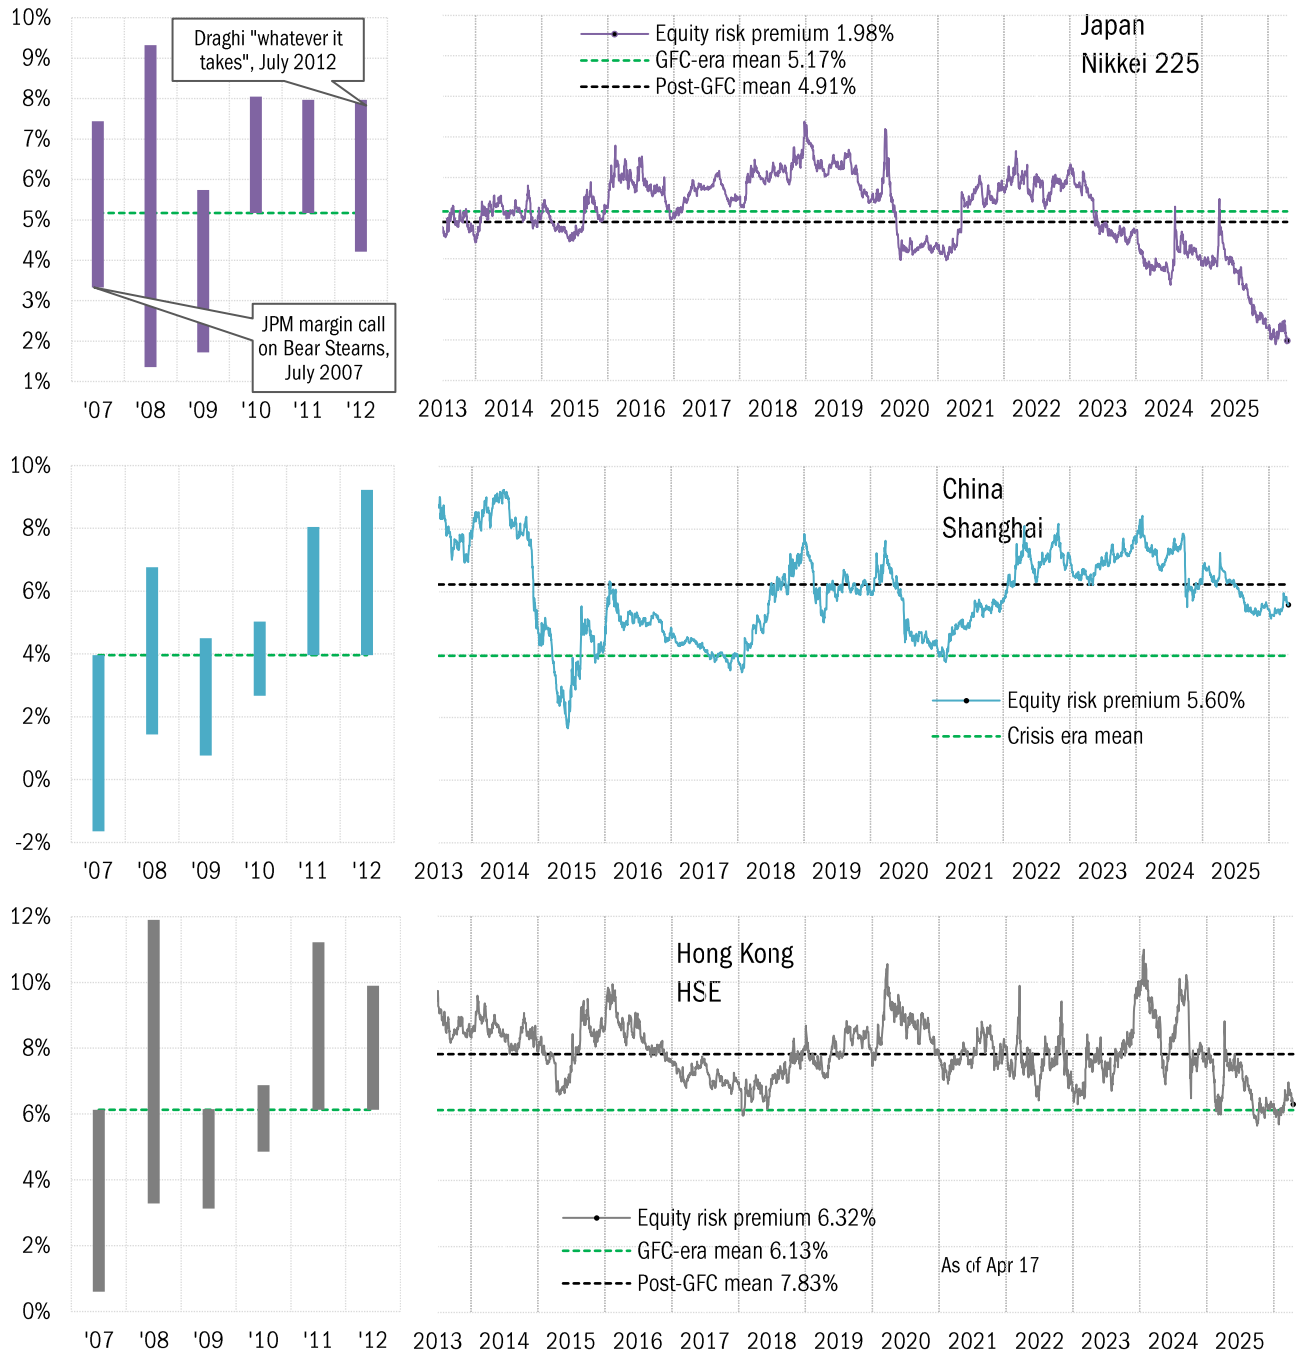 10%
9%
8%
7%
6%
5%
4%
3%
2%
1%
Draghi "whatever it
takes", July 2012
JPM margin call
on Bear Stearns,
July 2007
'07 '08 '09 '10 '11 '12
Equity risk premium 1.98%
GFC-era mean 5.17%
Post-GFC mean 4.91%
Japan
Nikkei 225
2013 2014 2015 2016 2017 2018 2019 2020 2021 2022 2023 2024 2025
10%
8%
6%
4%
2%
0%
-2%
'07 '08 '09 '10 '11 '12
China
Shanghai
Equity risk premium 5.60%
Crisis era mean
2013 2014 2015 2016 2017 2018 2019 2020 2021 2022 2023 2024 2025
12%
10%
8%
6%
4%
2%
0%
'07 '08 '09 '10 '11 '12
Hong Kong
HSE
Equity risk premium 6.32%
GFC-era mean 6.13%
Post-GFC mean 7.83%
As of Apr 17
2013 2014 2015 2016 2017 2018 2019 2020 2021 2022 2023 2024 2025